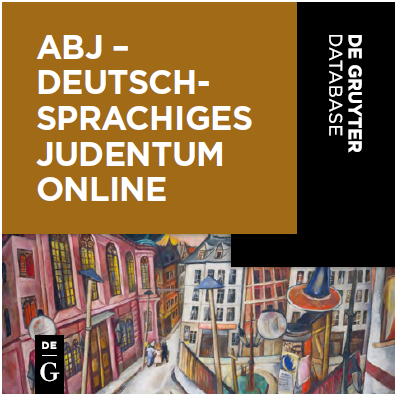 ABJ –
DEUTSCH-
SPRACHIGES
JUDENTUM
ONLINE
DE GRUYTER
DATABASE
DE
G